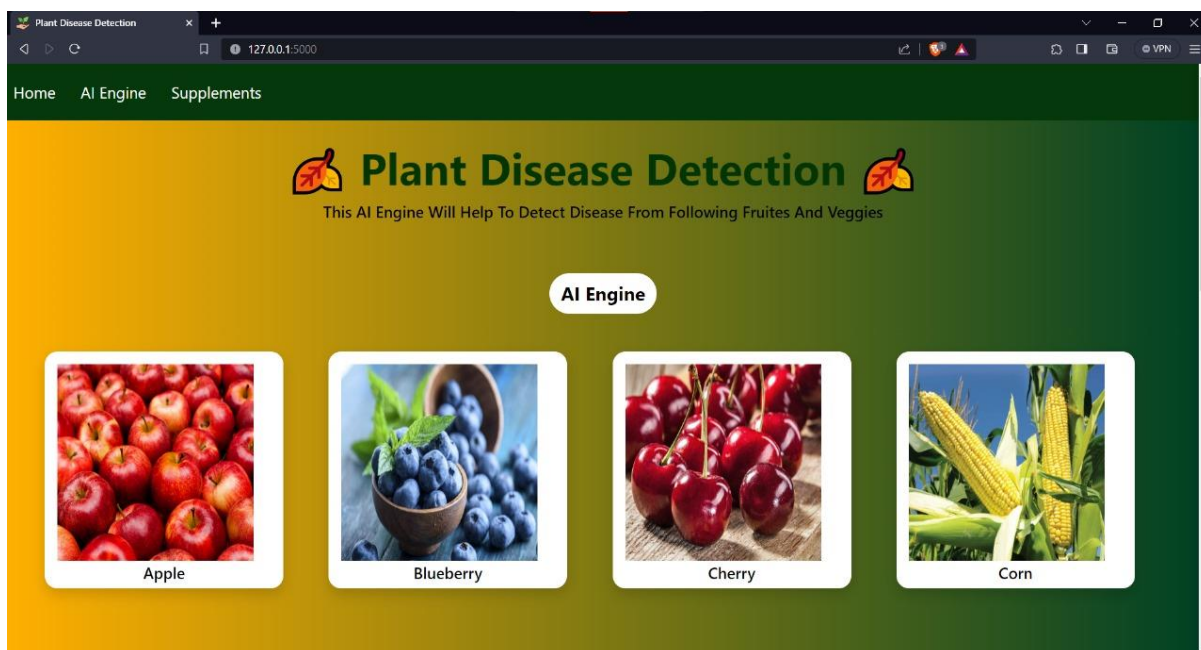 Plant Disease Detection
127.0.0.1:5000
VPN
Home AI Engine Supplements
Plant Disease Detection
This AI Engine Will Help To Detect Disease From Following Fruites And Veggies
AI Engine
Apple Blueberry Cherry Corn